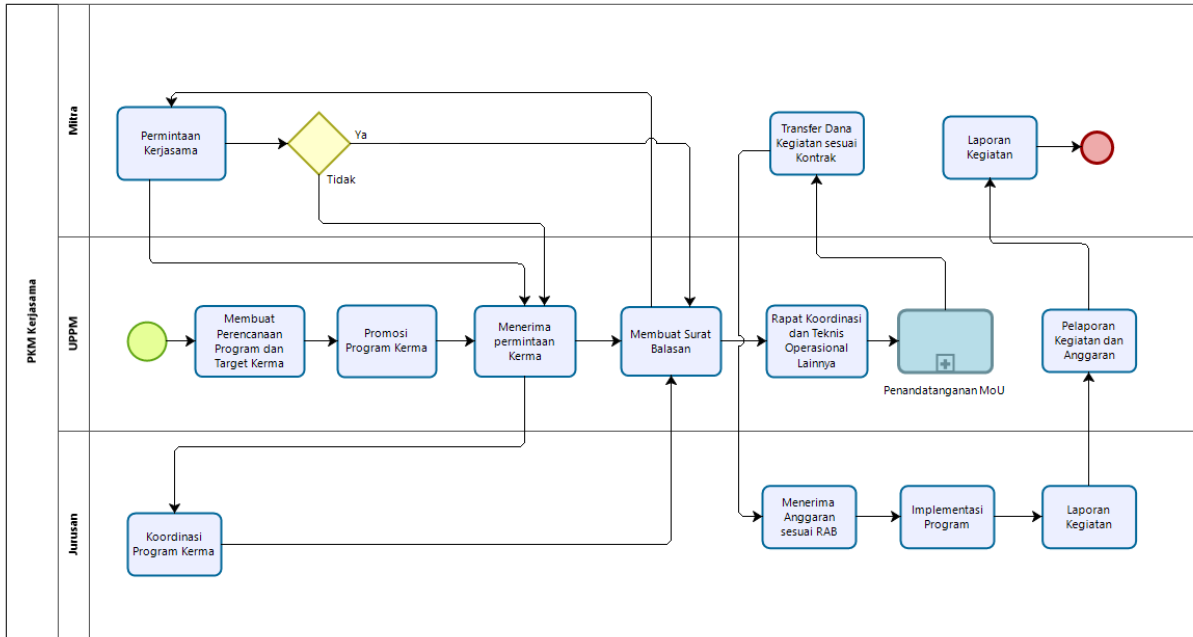 PKM Kerjasama
Mitra
Permintaan
Kerjasama
Ya
Tidak
Transfer Dana
Kegiatan sesuai
Kontrak
Laporan
Kegiatan
UPPM
Membuat
Perencanaan
Program dan
Target Kerma
Promosi
Program Kerma
Menerima
permintaan
Kerma
Membuat Surat
Balasan
Rapat Koordinasi
dan Teknis
Operasional
Lainnya
Penandatanganan MoU
Pelaporan
Kegiatan dan
Anggaran
Jurusan
Koordinasi
Program Kerma
Menerima
Anggaran
sesuai RAB
Implementasi
Program
Laporan
Kegiatan